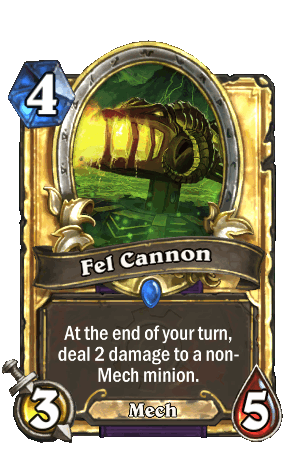 4
Fel Cannon
At the end of your turn,
deal 2 damage to a non-
Mech minion.
3
Mech
5